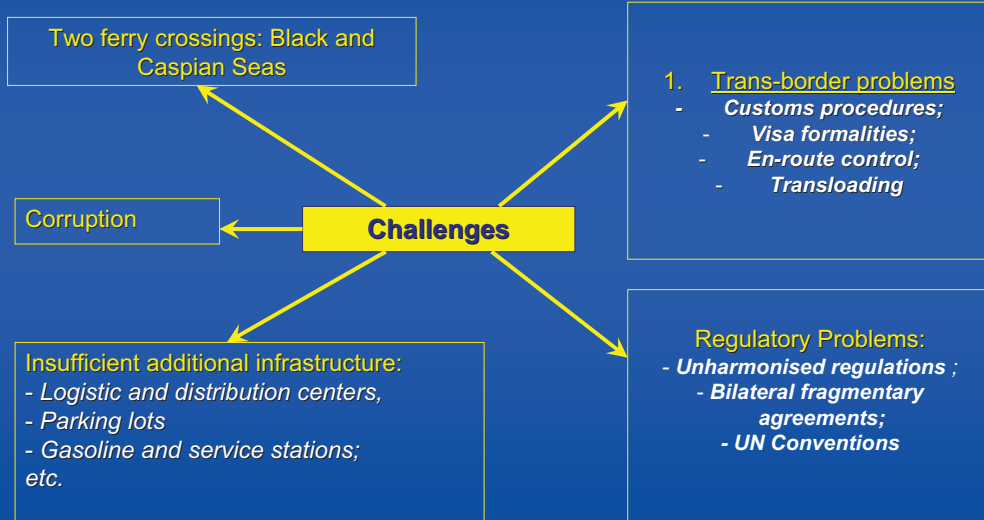 Two ferry crossings: Black and
Caspian Seas
1. Trans-border problems
- Customs procedures;
- Visa formalities;
- En-route control;
- Transloading
Corruption
Challenges
Insufficient additional infrastructure:
- Logistic and distribution centers,
- Parking lots
- Gasoline and service stations;
etc.
Regulatory Problems:
- Unharmonised regulations ;
- Bilateral fragmentary
agreements;
- UN Conventions